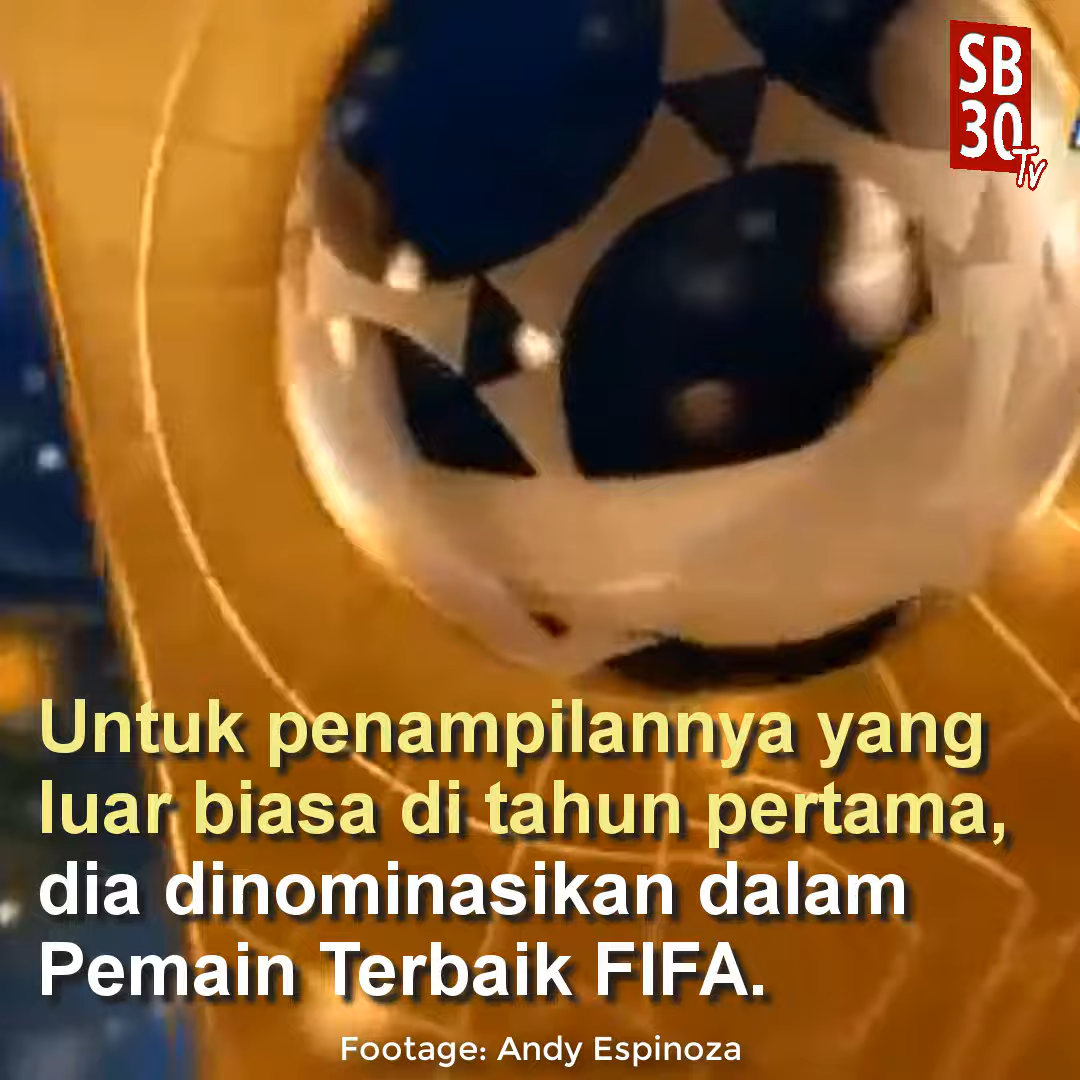 SB
30
Tv
Untuk penampilannya yang
luar biasa di tahun pertama,
dia dinominasikan dalam
Pemain Terbaik FIFA.
Footage: Andy Espinoza